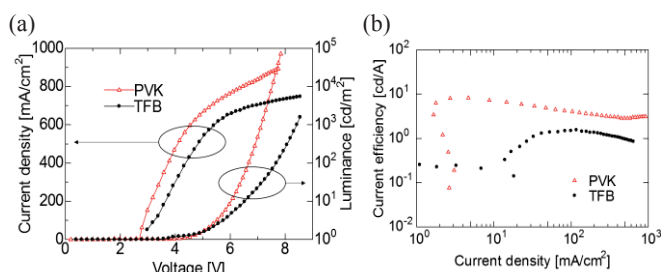 (a)
Current density [mA/cm²]
1000
800
600
400
200
0
PVK
TFB
10⁵
10⁴
10³
10²
10¹
10⁰
Luminance [cd/m²]
0 2 4 6 8
Voltage [V]
(b)
Current efficiency [cd/A]
10²
10¹
10⁰
10⁻¹
10⁻²
PVK
TFB
10⁰ 10¹ 10² 10³
Current density [mA/cm²]